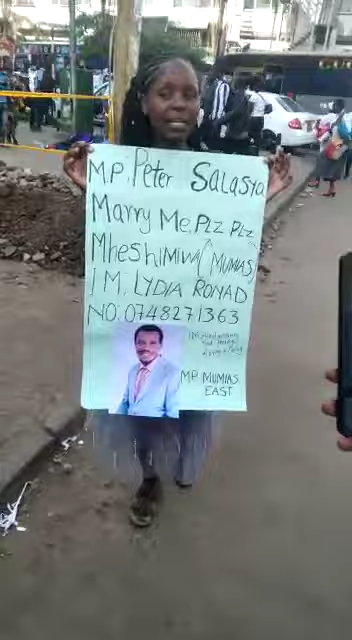 M.P. Peter Salasya
Marry Me, PLZ PLZ
Mheshimiwa (MUMIAS)
I M. LYDIA RONAD
NO: 0748271363
MP MUMIAS
EAST